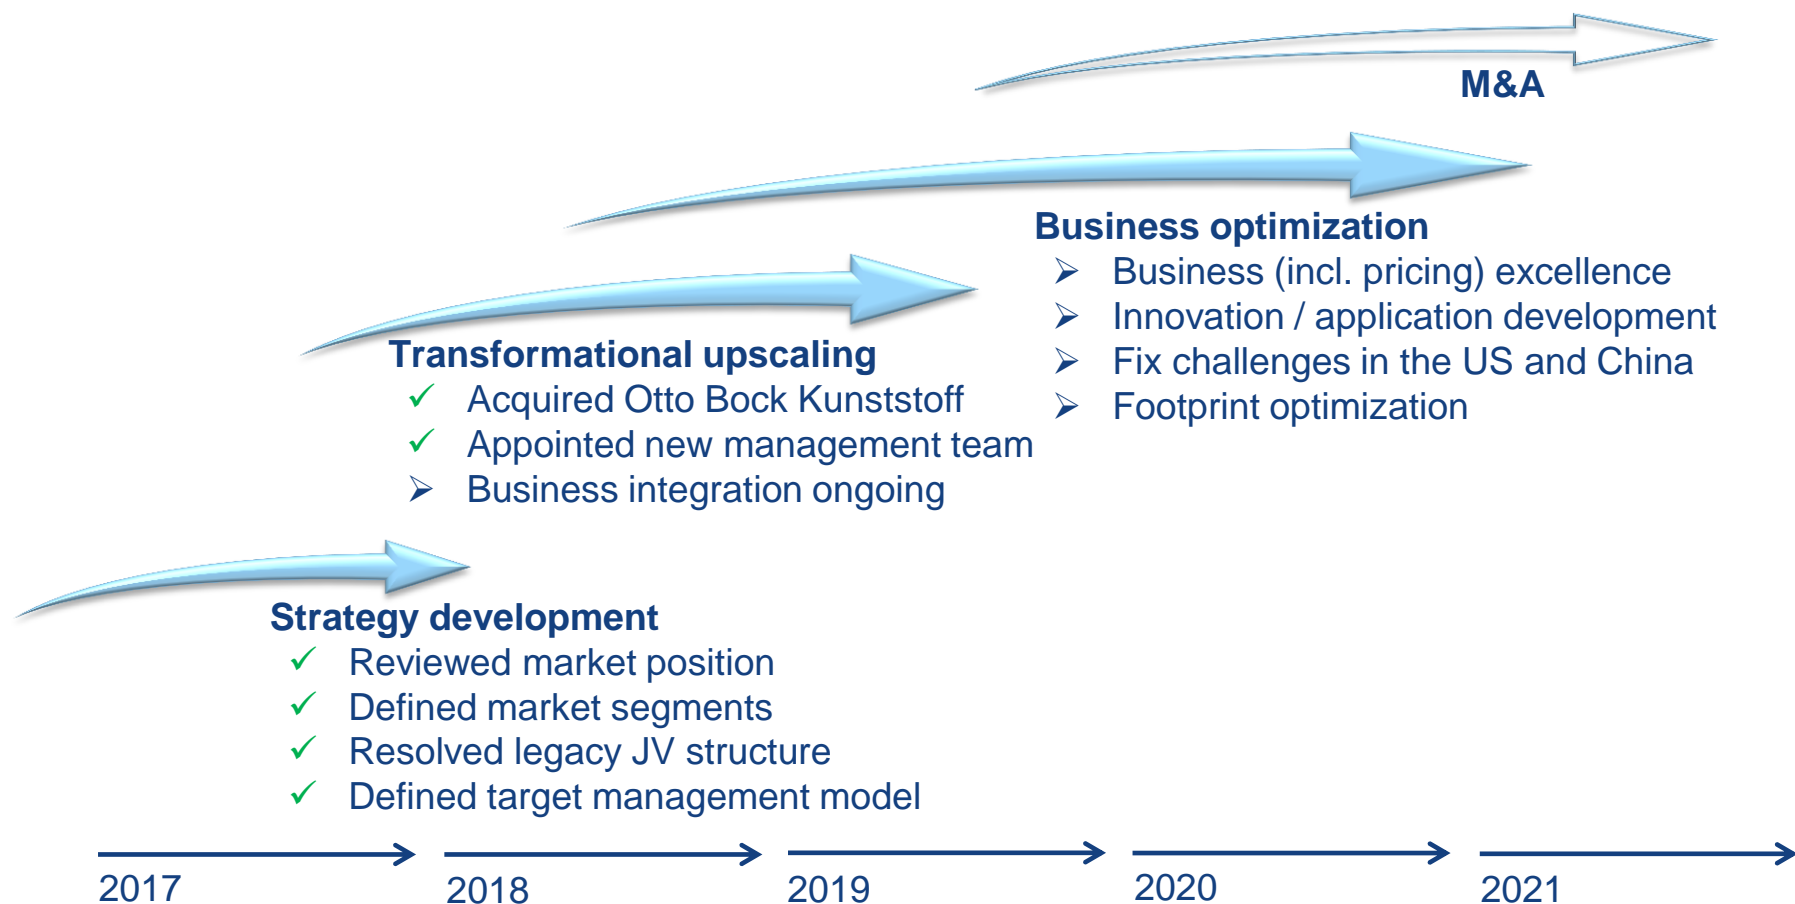 M&A
Business optimization
Business (incl. pricing) excellence
Innovation / application development
Fix challenges in the US and China
Footprint optimization
Transformational upscaling
Acquired Otto Bock Kunststoff
Appointed new management team
Business integration ongoing
Strategy development
Reviewed market position
Defined market segments
Resolved legacy JV structure
Defined target management model
2017 2018 2019 2020 2021